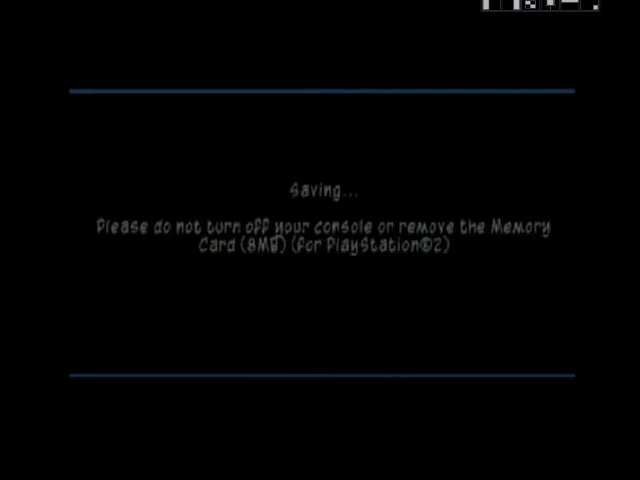 Saving...
Please do not turn off your console or remove the Memory
Card (8MB) (for PlayStation®2)